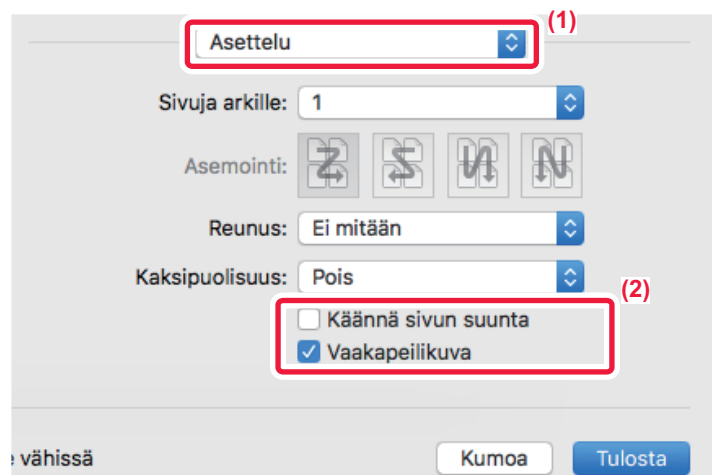 (1)
Asettelu
Sivuja arkille: 1
Asemointi:
Reunus: Ei mitään
Kaksipuolisuus: Pois
(2)
Käännä sivun suunta
Vaakapeilikuva
vähissä
Kumoa
Tulosta